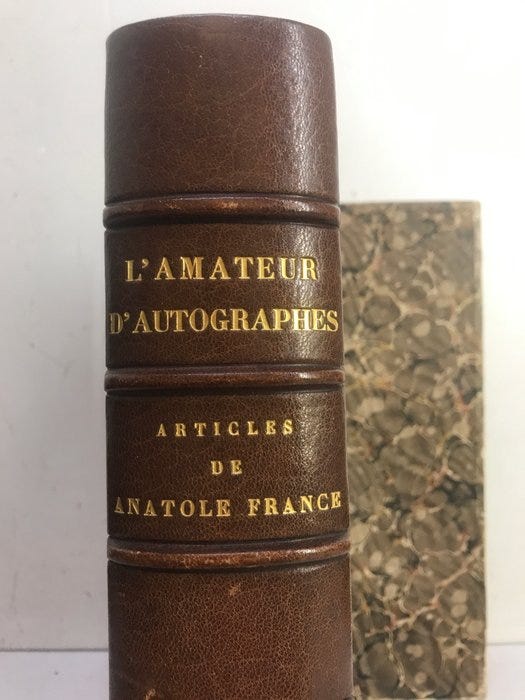 L'AMATEUR
D'AUTOGRAPHES
ARTICLES
DE
ANATOLE FRANCE